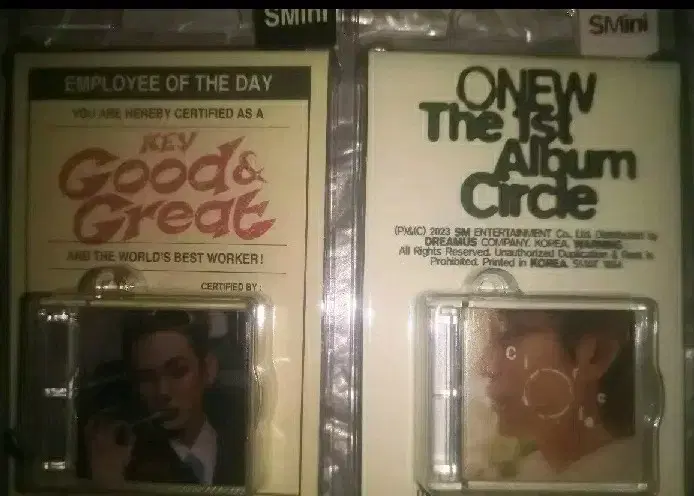 SMini
EMPLOYEE OF THE DAY
YOU ARE HEREBY CERTIFIED AS A
KEY
Good &
Great
AND THE WORLD'S BEST WORKER!
CERTIFIED BY:
SMini
ONEW
The 1st
Album
Circle
(P)&(C) 2023 SM ENTERTAINMENT Co., Ltd. Distributed by
DREAMUS COMPANY. KOREA. WARNING
All Rights Reserved. Unauthorized Duplication & Rent is
Prohibited. Printed in KOREA.